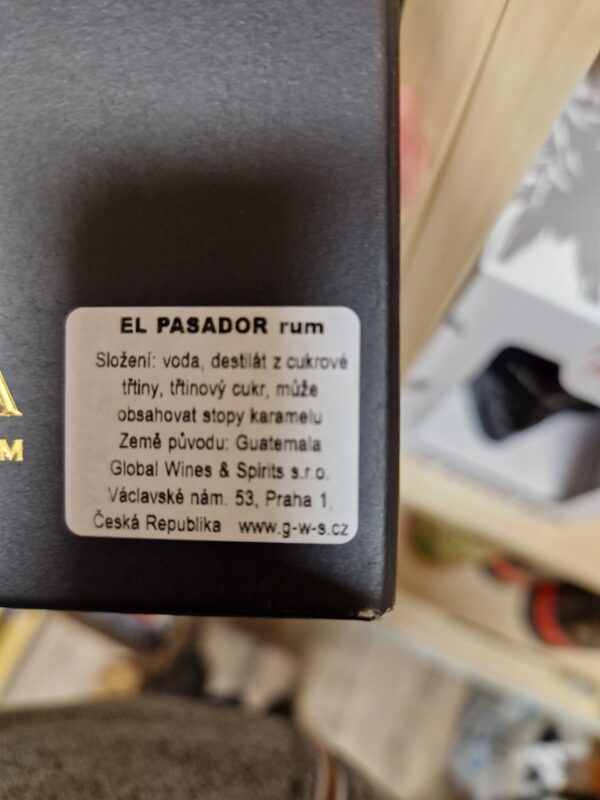 EL PASADOR rum
Složení: voda, destilát z cukrové
třtiny, třtinový cukr, může
obsahovat stopy karamelu
Země původu: Guatemala
Global Wines & Spirits s.r.o.
Václavské nám. 53, Praha 1,
Česká Republika www.g-w-s.cz
A
M